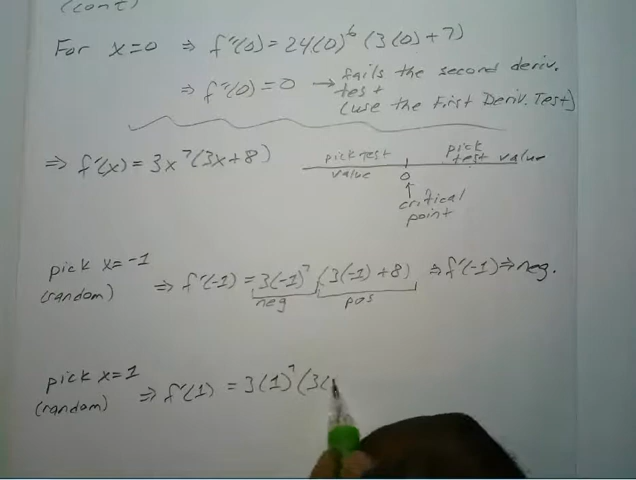 (cont)
For x=0 ⇒ f''(0) = 24(0)^6 (3(0)+7)
⇒ f''(0) = 0 → fails the second deriv.
test
(use the First Deriv. Test)
⇒ f'(x) = 3x^7(3x+8)
pick test value
0
pick test value
↑
critical
point
pick x=-1
(random)
⇒ f'(-1) = 3(-1)^7 (3(-1)+8) ⇒ f'(-1) ⇒ neg.
neg pos
pick x=1
(random)
⇒ f'(1) = 3(1)^7 (3(